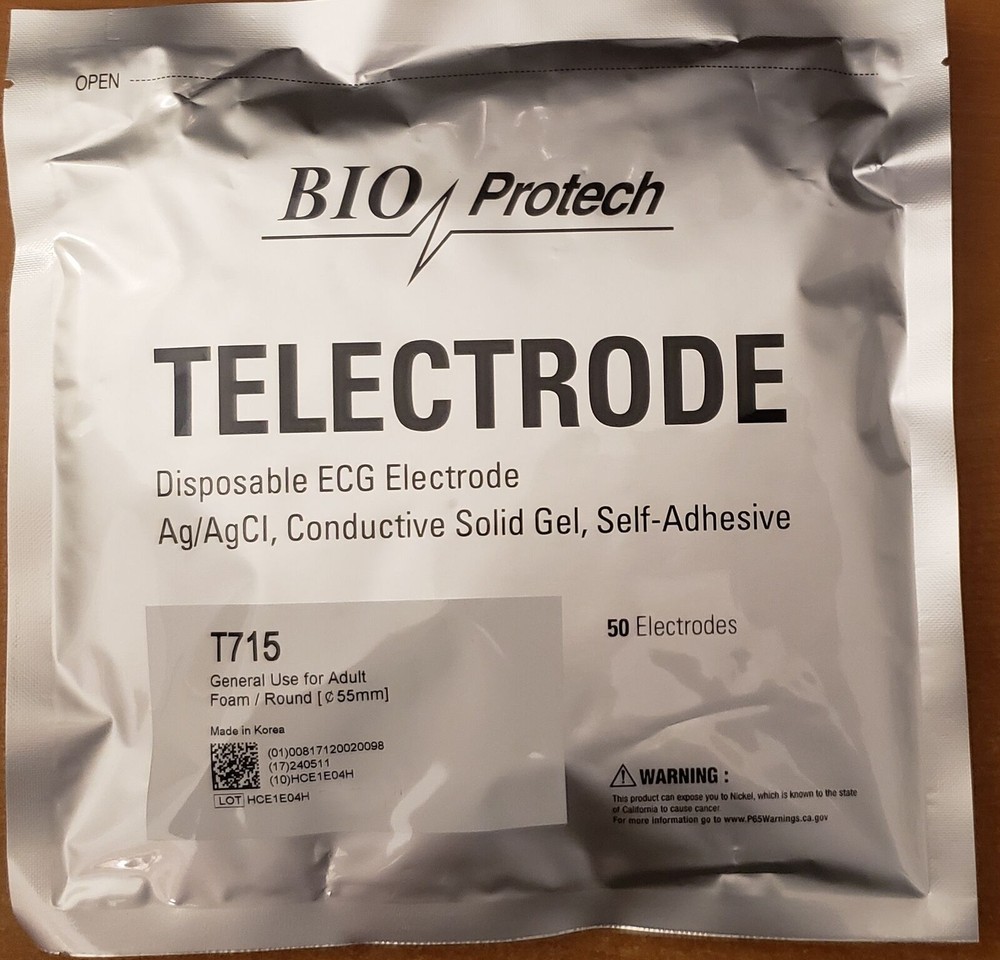 OPEN
BIO Protech
TELECTRODE
Disposable ECG Electrode
Ag/AgCl, Conductive Solid Gel, Self-Adhesive
T715
General Use for Adult
Foam / Round [¢55mm]
Made in Korea
(01)00817120020098
(17)240511
(10)HCE1E04H
LOT HCE1E04H
50 Electrodes
WARNING :
This product can expose you to Nickel, which is known to the state
of California to cause cancer.
For more information go to www.P65Warnings.ca.gov